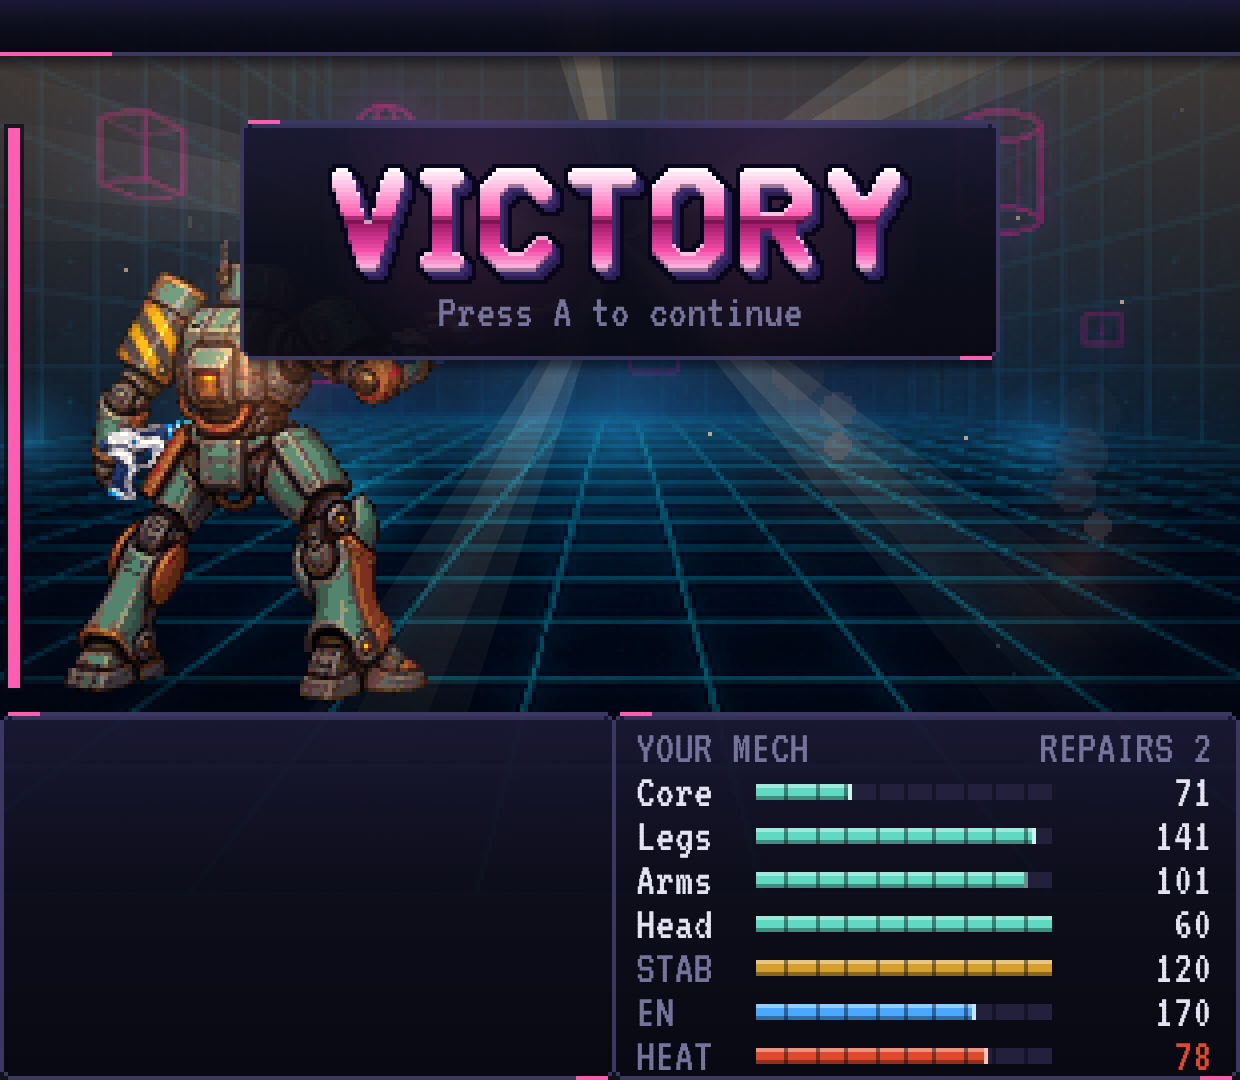 VICTORY
Press A to continue
YOUR MECH REPAIRS 2
Core 71
Legs 141
Arms 101
Head 60
STAB 120
EN 170
HEAT 78